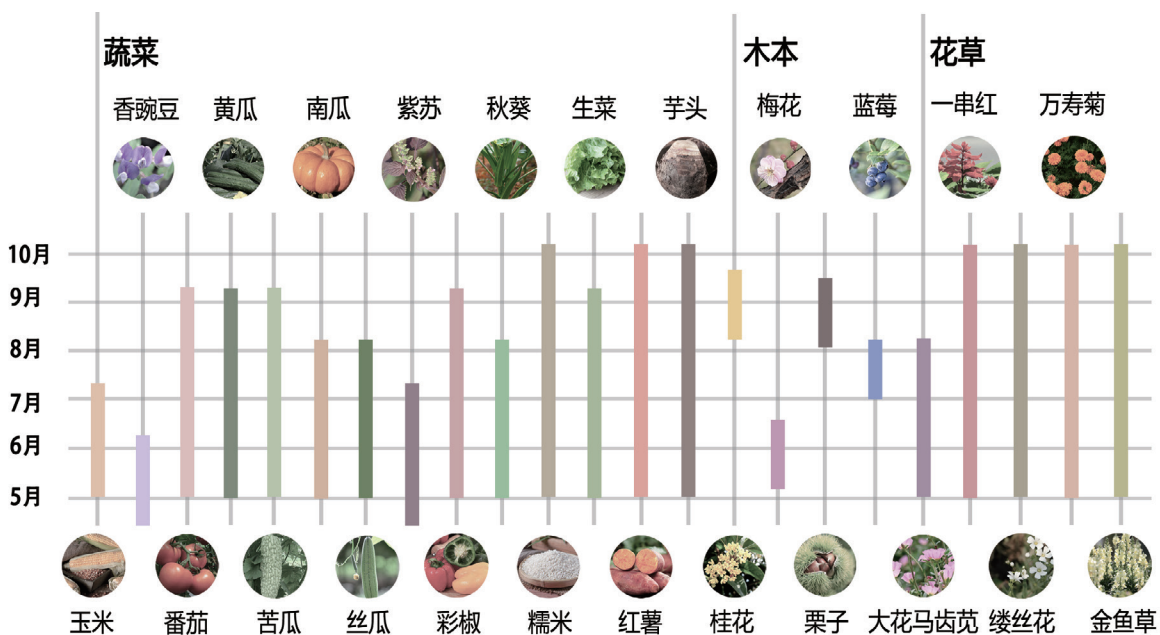 蔬菜 木本 花草
香豌豆 黄瓜 南瓜 紫苏 秋葵 生菜 芋头 梅花 蓝莓 一串红 万寿菊
10月
9月
8月
7月
6月
5月
玉米 番茄 苦瓜 丝瓜 彩椒 糯米 红薯 桂花 栗子 大花马齿苋 缕丝花 金鱼草